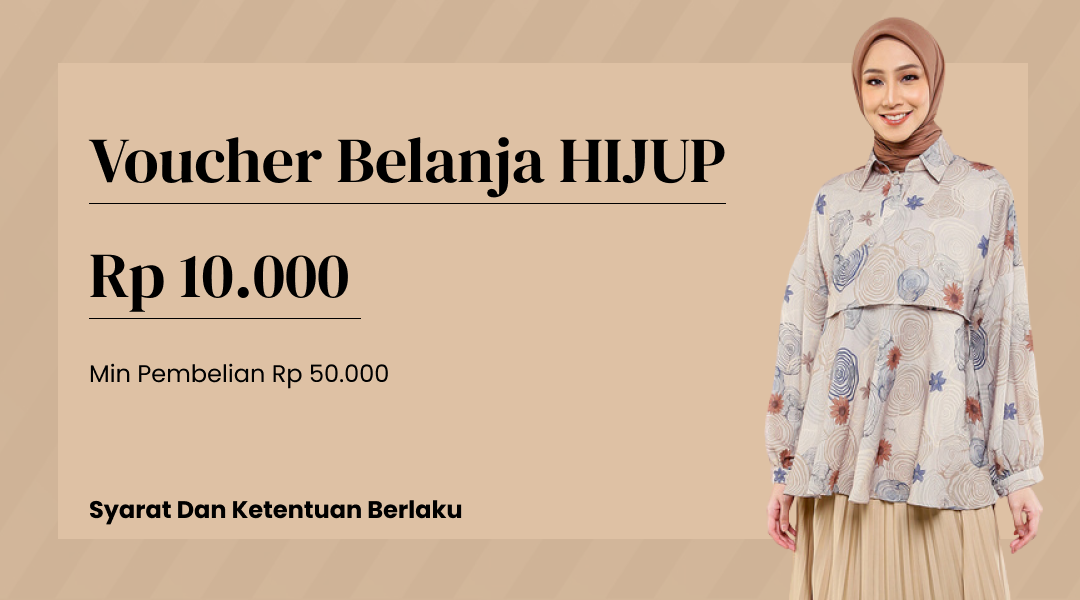 Voucher Belanja HIJUP
Rp 10.000
Min Pembelian Rp 50.000
Syarat Dan Ketentuan Berlaku